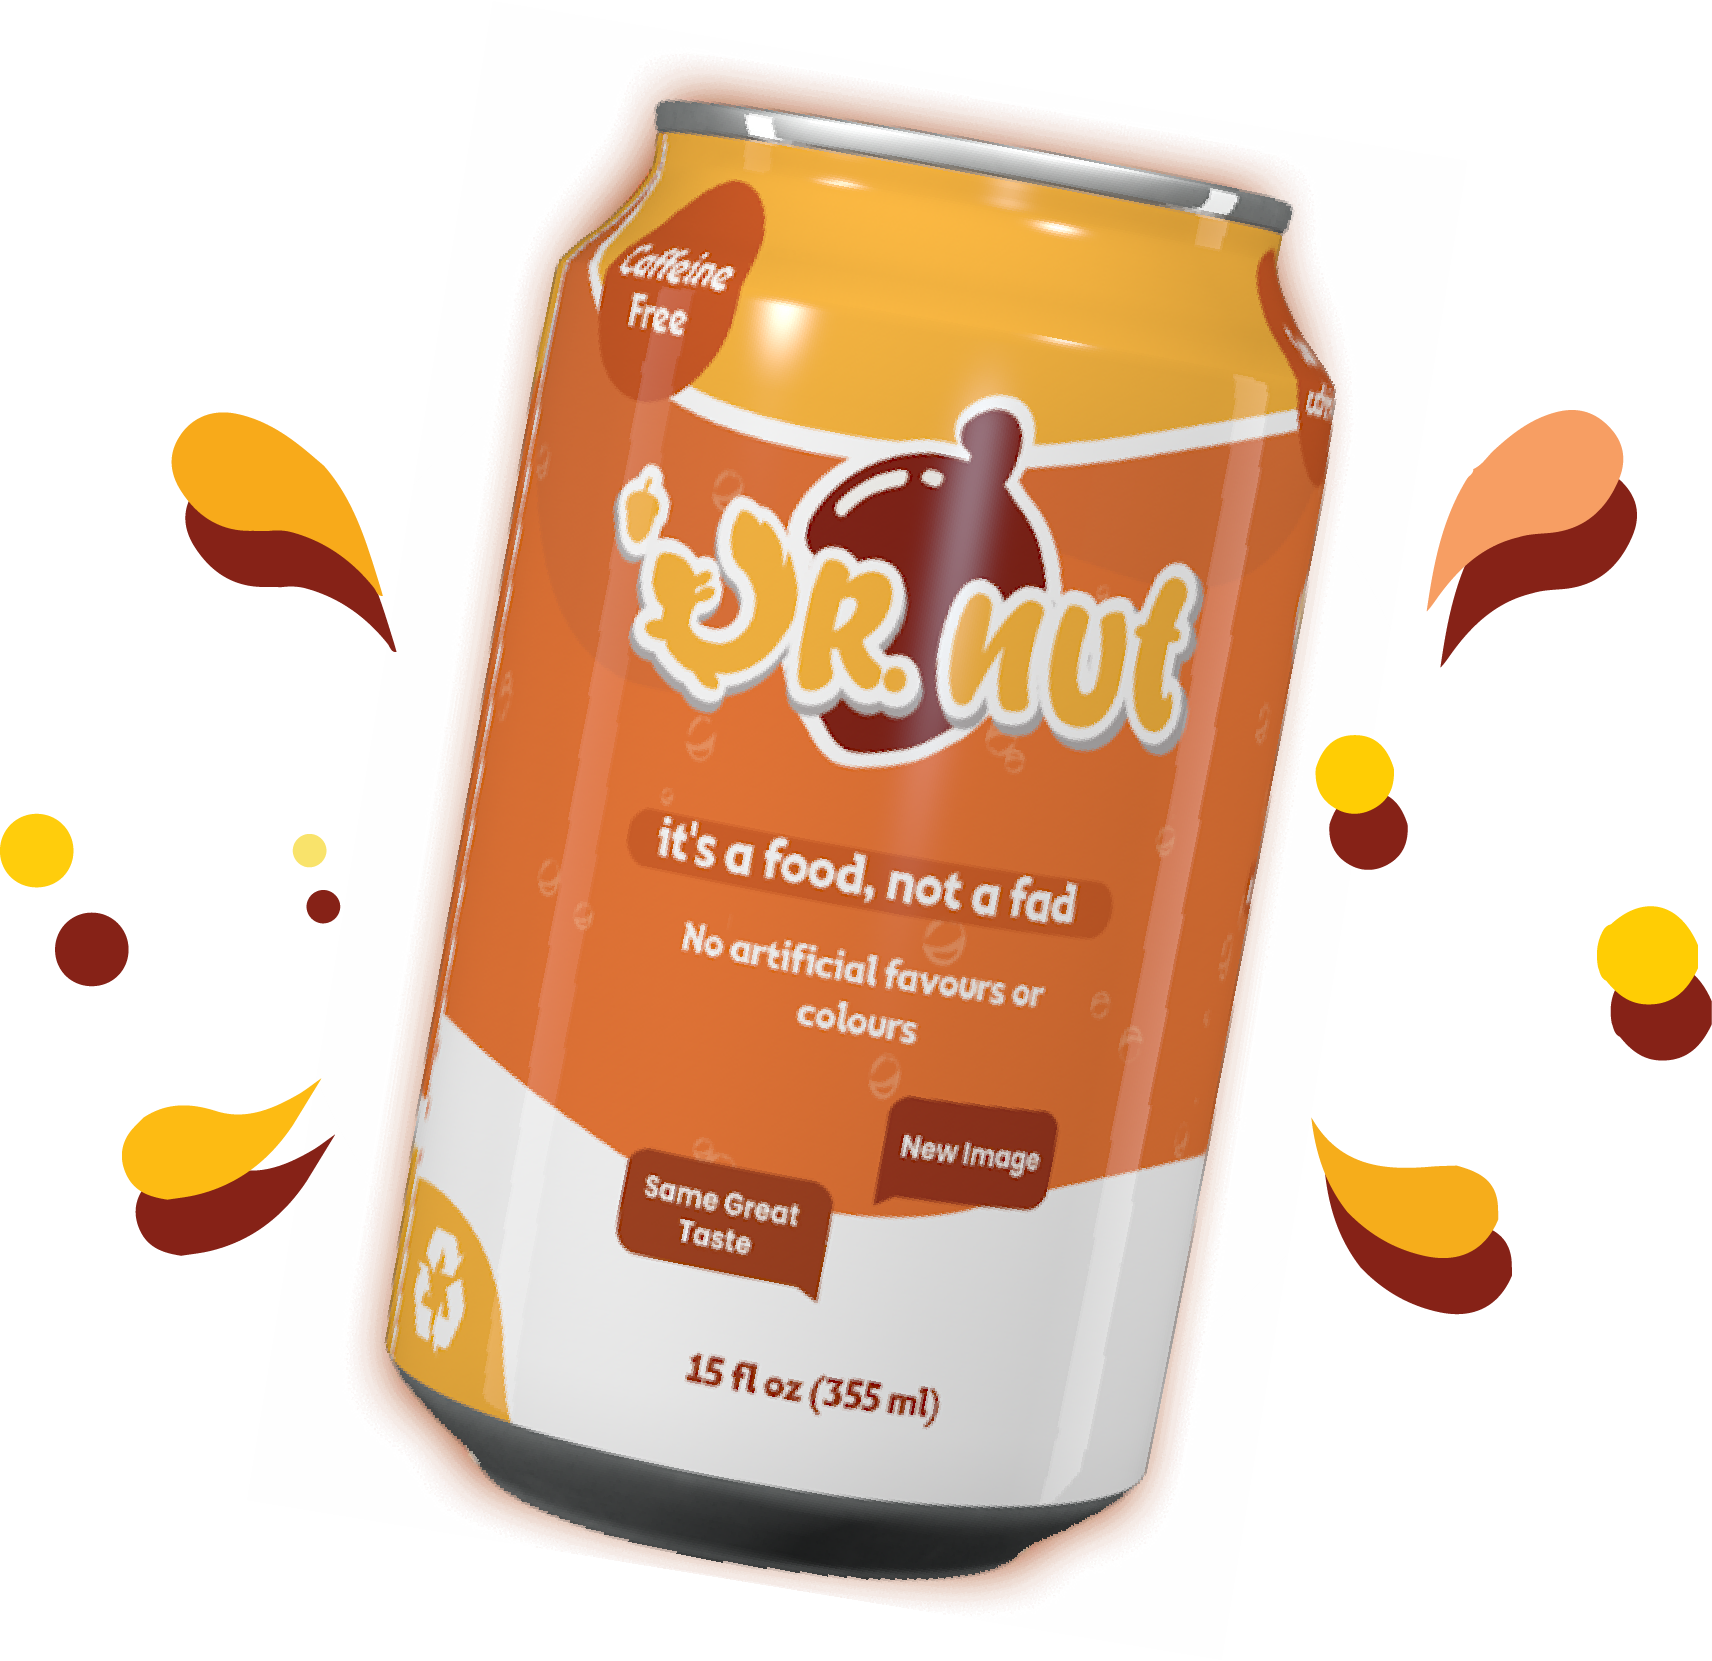 Caffeine
Free
Dr. nut
it's a food, not a fad
No artificial favours or
colours
New Image
Same Great
Taste
15 fl oz (355 ml)